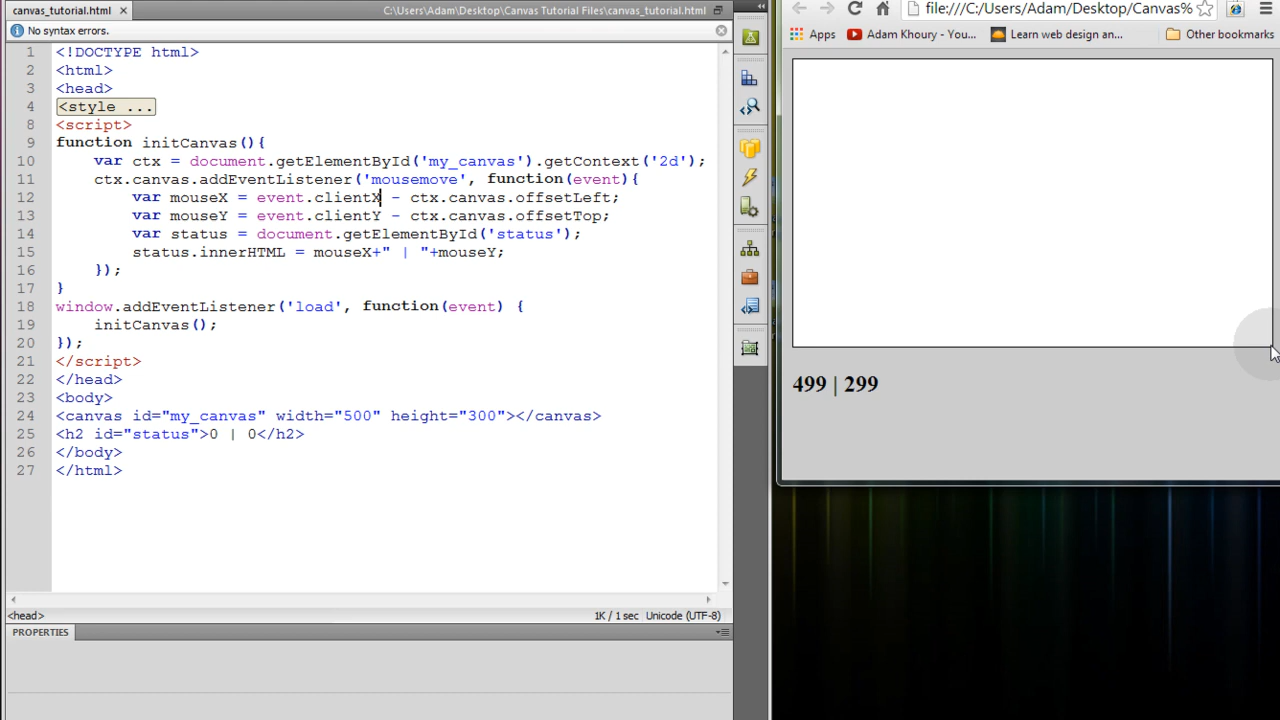 canvas_tutorial.html ×
C:\Users\Adam\Desktop\Canvas Tutorial Files\canvas_tutorial.html
No syntax errors.
1 <!DOCTYPE html>
2 <html>
3 <head>
4 <style ...
8 <script>
9 function initCanvas(){
10 var ctx = document.getElementById('my_canvas').getContext('2d');
11 ctx.canvas.addEventListener('mousemove', function(event){
12 var mouseX = event.clientX - ctx.canvas.offsetLeft;
13 var mouseY = event.clientY - ctx.canvas.offsetTop;
14 var status = document.getElementById('status');
15 status.innerHTML = mouseX+" | "+mouseY;
16 });
17 }
18 window.addEventListener('load', function(event) {
19 initCanvas();
20 });
21 </script>
22 </head>
23 <body>
24 <canvas id="my_canvas" width="500" height="300"></canvas>
25 <h2 id="status">0 | 0</h2>
26 </body>
27 </html>
<head>
1K / 1 sec Unicode (UTF-8)
PROPERTIES
file:///C:/Users/Adam/Desktop/Canvas%
Apps
Adam Khoury - You...
Learn web design an...
Other bookmarks
499 | 299